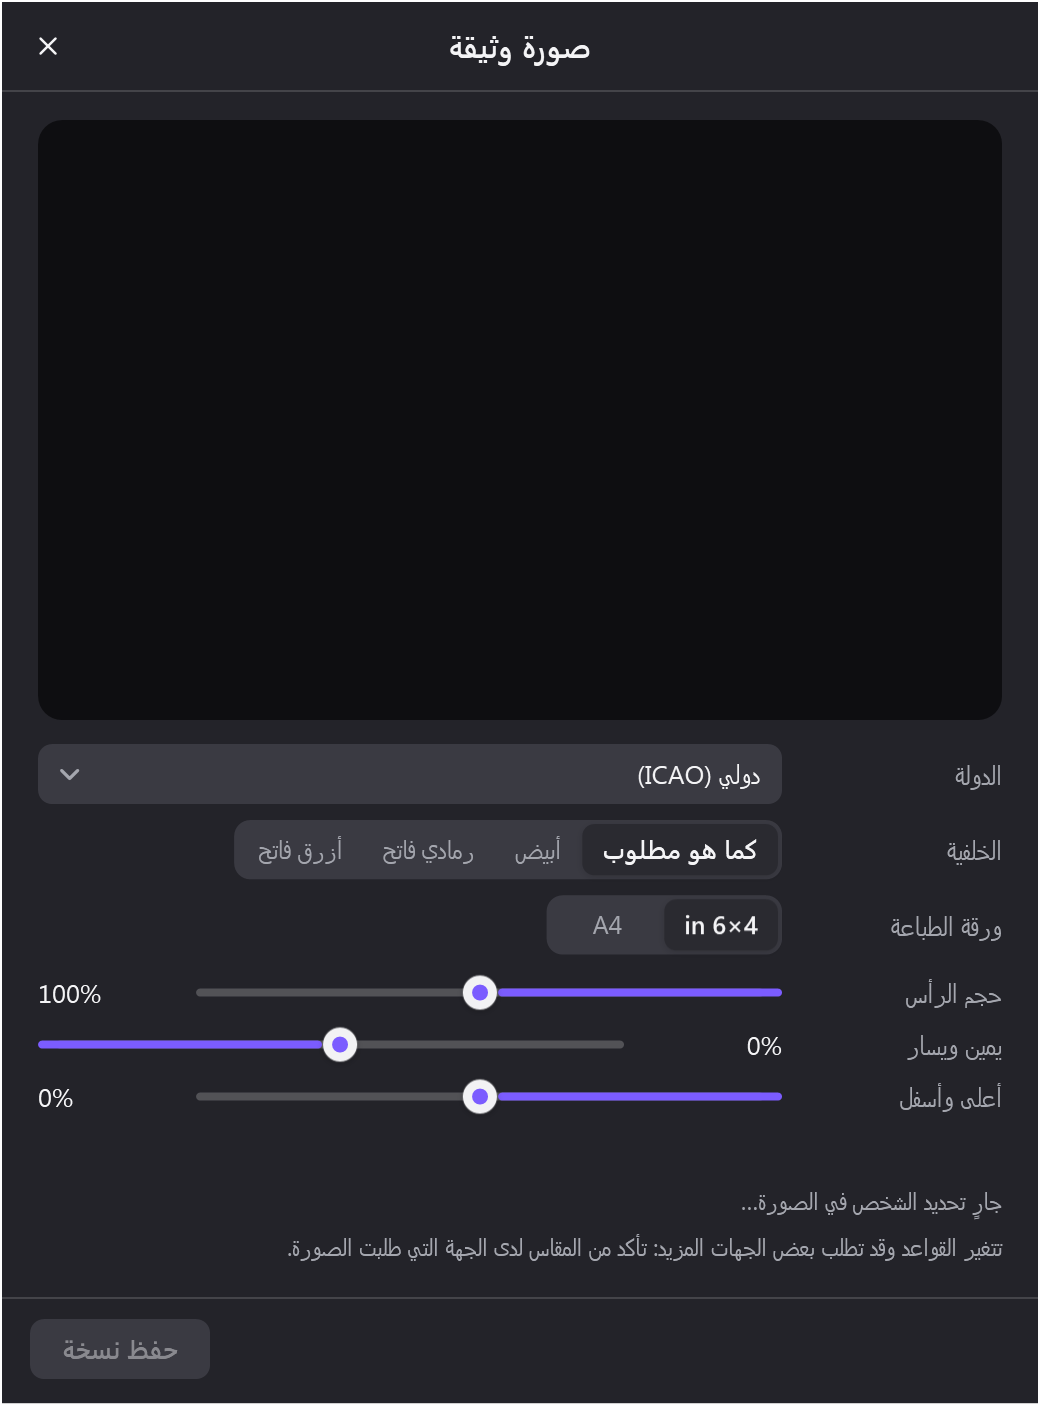 صورة وثيقة
الدولة
دولي (ICAO)
الخلفية
كما هو مطلوب
أبيض
رمادي فاتح
أزرق فاتح
ورقة الطباعة
4×6 in
A4
حجم الرأس
100%
يمين ويسار
0%
أعلى وأسفل
0%
جارٍ تحديد الشخص في الصورة...
تتغير القواعد وقد تطلب بعض الجهات المزيد: تأكد من المقاس لدى الجهة التي طلبت الصورة.
حفظ نسخة